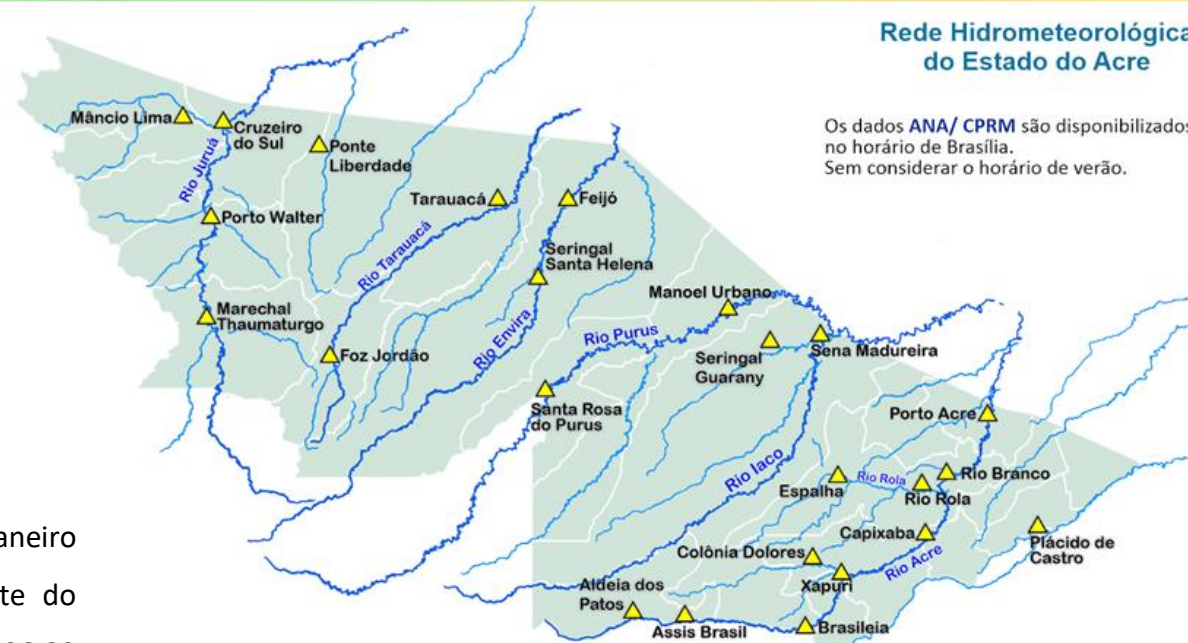 Rede Hidrometeorológica
do Estado do Acre
Os dados ANA/ CPRM são disponibilizados
no horário de Brasília.
Sem considerar o horário de verão.
Mâncio Lima
Cruzeiro
do Sul
Ponte
Liberdade
Rio Juruá
Tarauacá
Feijó
Porto Walter
Rio Tarauacá
Seringal
Santa Helena
Manoel Urbano
Marechal
Thaumaturgo
Rio Envira
Rio Purus
Foz Jordão
Seringal
Guarany
Sena Madureira
Santa Rosa
do Purus
Porto Acre
Rio Iaco
Espalha
Rio Rola
Rio Rola
Rio Branco
Capixaba
Plácido de
Castro
Colônia Dolores
Rio Acre
Xapuri
Aldeia dos
Patos
Assis Brasil
Brasileia
aneiro
te do